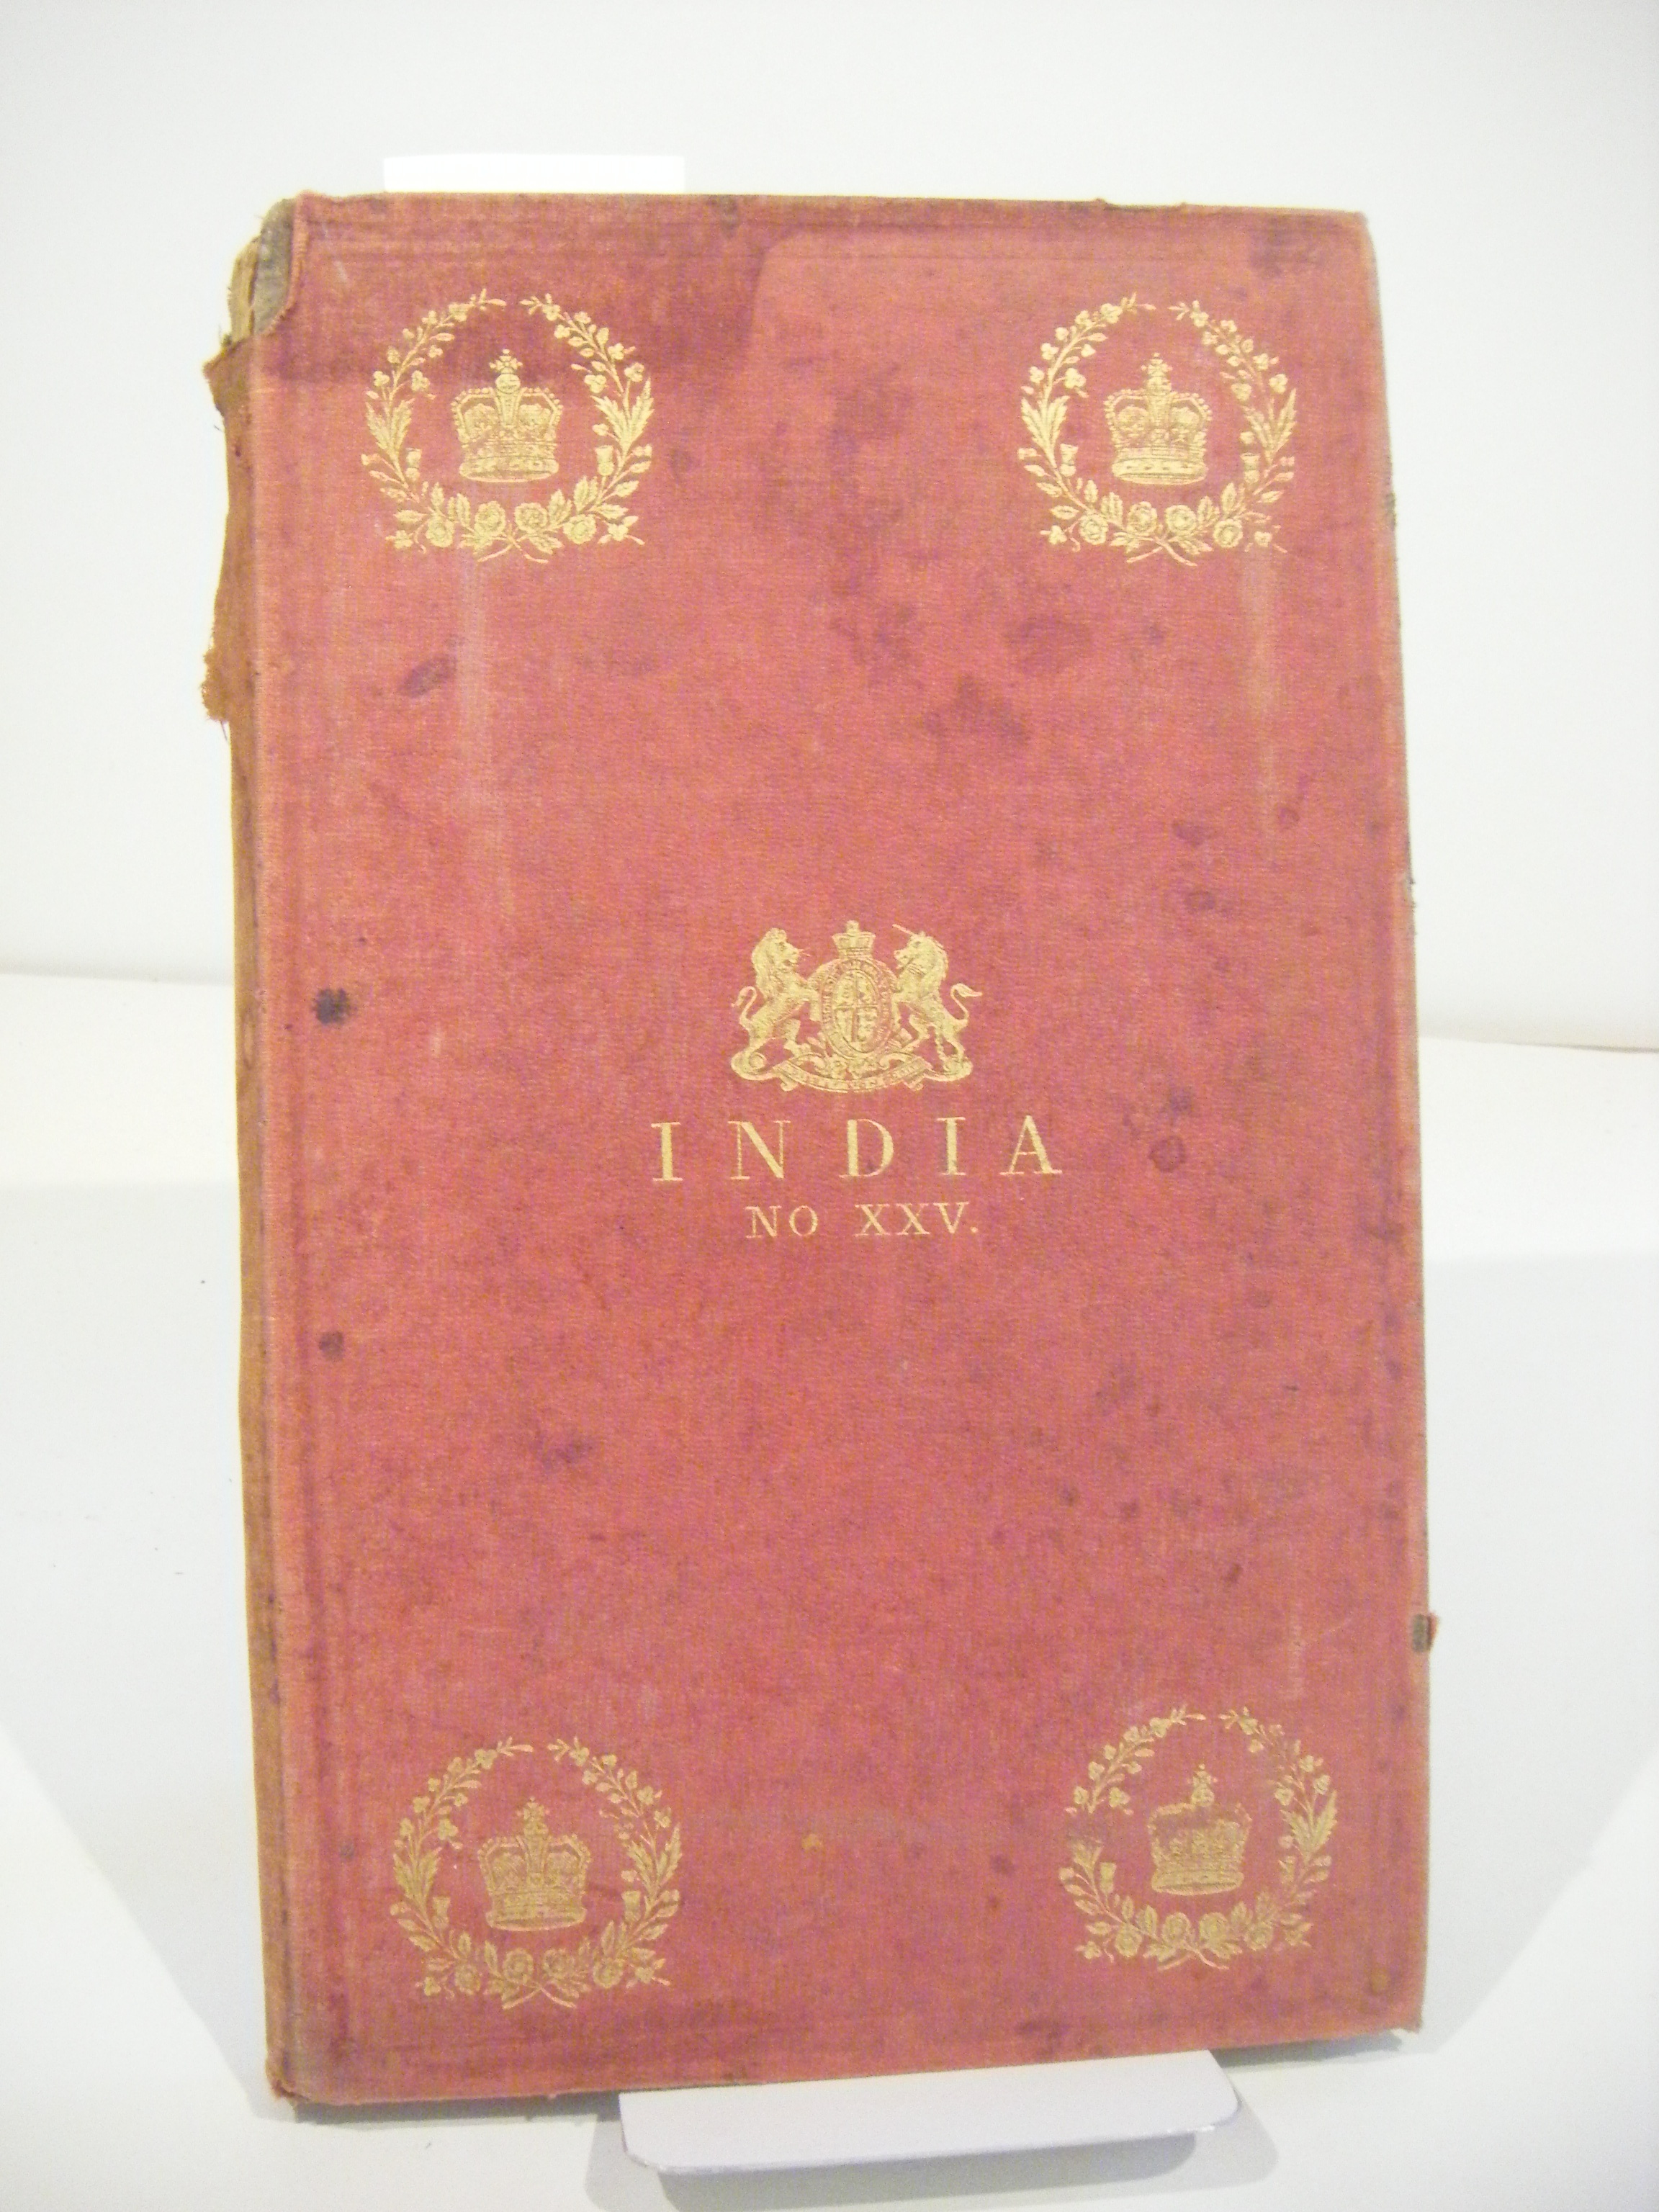 INDIA
NO XXV.